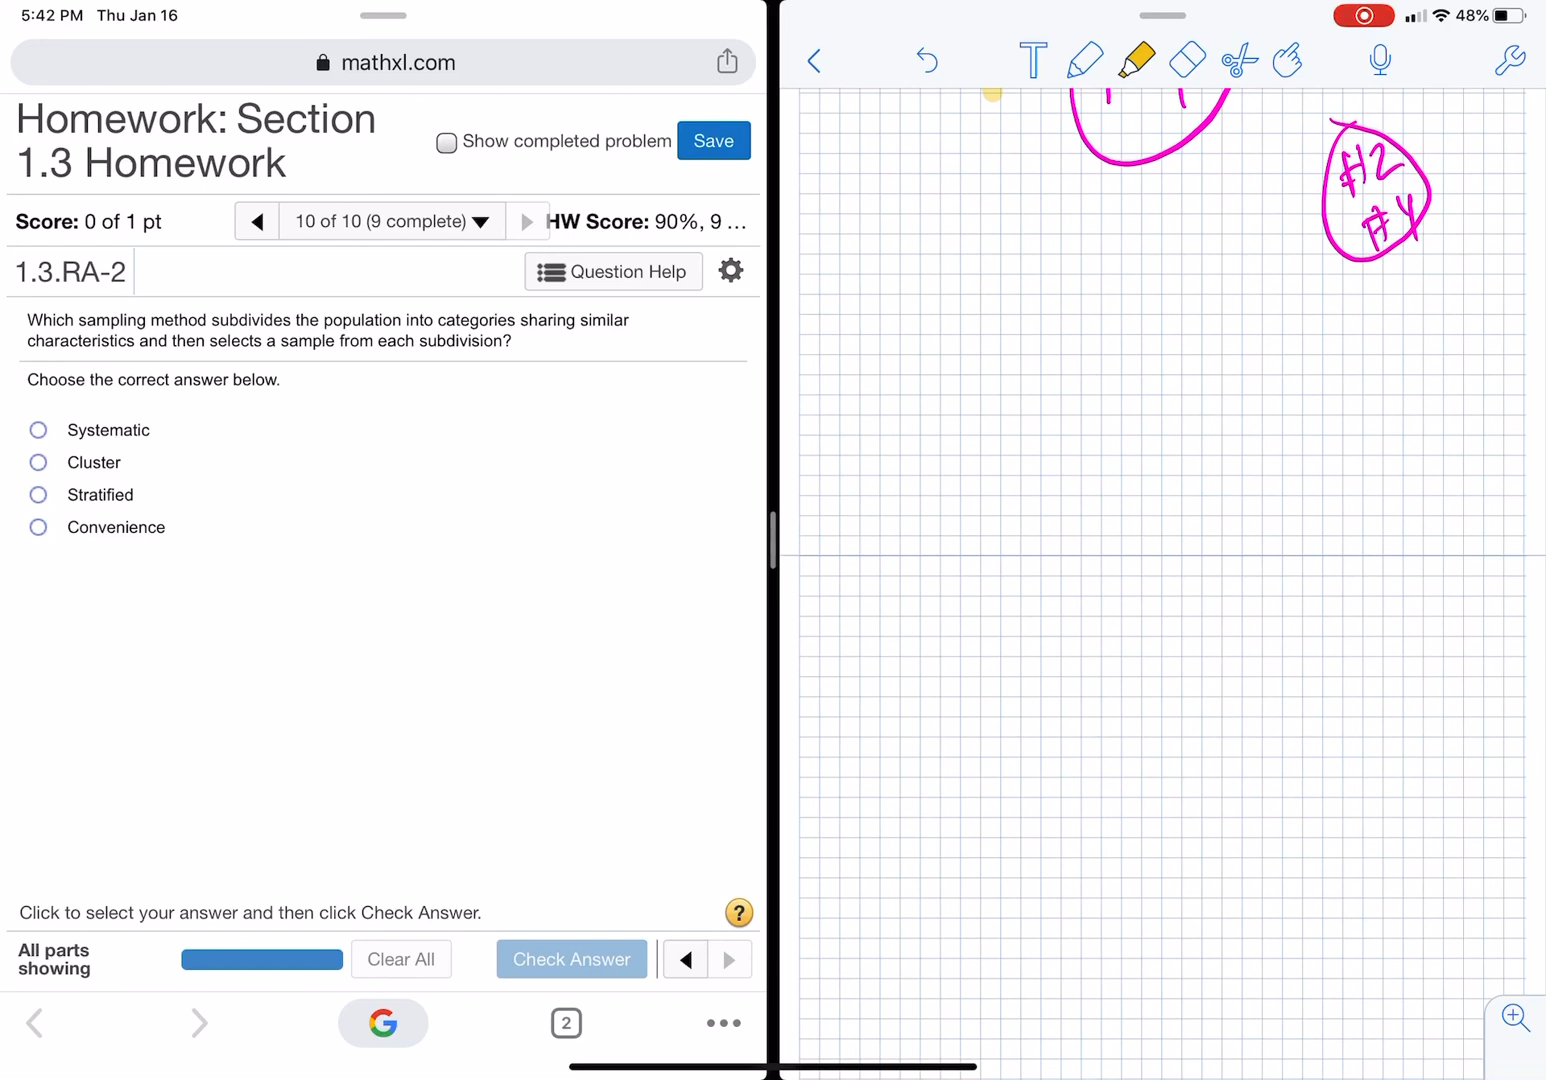 5:42 PM Thu Jan 16
48%
mathxl.com
Homework: Section
1.3 Homework
Show completed problem
Save
Score: 0 of 1 pt
10 of 10 (9 complete)
HW Score: 90%, 9 ...
1.3.RA-2
Question Help
Which sampling method subdivides the population into categories sharing similar
characteristics and then selects a sample from each subdivision?
Choose the correct answer below.
Systematic
Cluster
Stratified
Convenience
Click to select your answer and then click Check Answer.
?
All parts
showing
Clear All
Check Answer
G
2
T
#2
#4